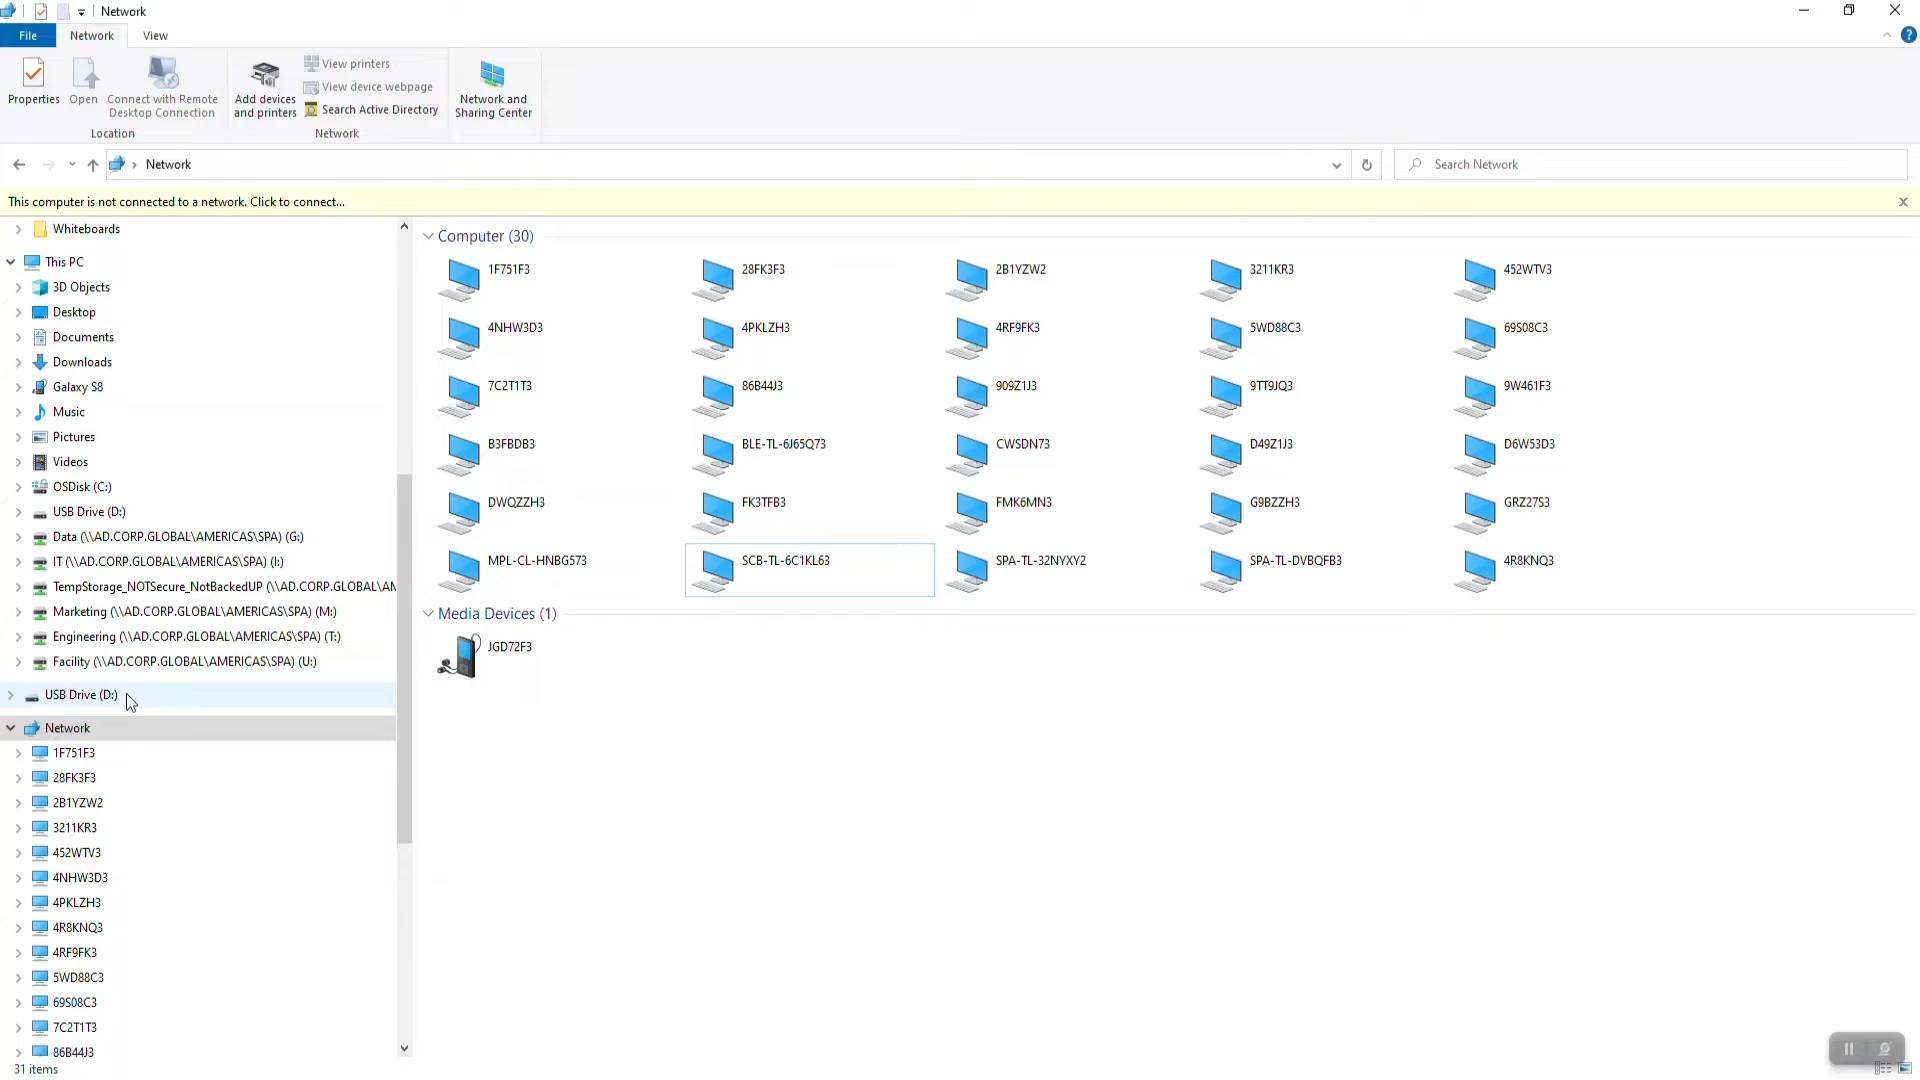 Network
File
Network
View
Properties
Open
Connect with Remote
Desktop Connection
Add devices
and printers
View printers
View device webpage
Search Active Directory
Network and
Sharing Center
Location
Network
Network
Search Network
This computer is not connected to a network. Click to connect...
Whiteboards
This PC
3D Objects
Desktop
Documents
Downloads
Galaxy S8
Music
Pictures
Videos
OSDisk (C:)
USB Drive (D:)
Data (\\AD.CORP.GLOBAL\AMERICAS\SPA) (G:)
IT (\\AD.CORP.GLOBAL\AMERICAS\SPA) (I:)
TempStorage_NOTSecure_NotBackedUP (\\AD.CORP.GLOBAL\AM
Marketing (\\AD.CORP.GLOBAL\AMERICAS\SPA) (M:)
Engineering (\\AD.CORP.GLOBAL\AMERICAS\SPA) (T:)
Facility (\\AD.CORP.GLOBAL\AMERICAS\SPA) (U:)
USB Drive (D:)
Network
1F751F3
28FK3F3
2B1YZW2
3211KR3
452WTV3
4NHW3D3
4PKLZH3
4R8KNQ3
4RF9FK3
5WD88C3
69S08C3
7C2T1T3
86B44J3
31 items
Computer (30)
1F751F3 28FK3F3 2B1YZW2 3211KR3 452WTV3
4NHW3D3 4PKLZH3 4RF9FK3 5WD88C3 69S08C3
7C2T1T3 86B44J3 909Z1J3 9TT9JQ3 9W461F3
B3FBDB3 BLE-TL-6J65Q73 CWSDN73 D49Z1J3 D6W53D3
DWQZZH3 FK3TFB3 FMK6MN3 G9BZZH3 GRZ27S3
MPL-CL-HNBG573 SCB-TL-6C1KL63 SPA-TL-32NYXY2 SPA-TL-DVBQFB3 4R8KNQ3
Media Devices (1)
JGD72F3